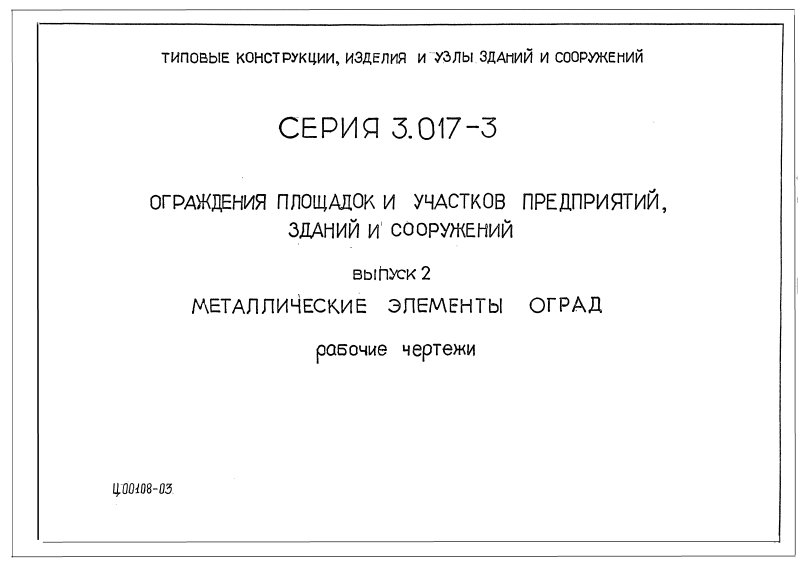 ТИПОВЫЕ КОНСТРУКЦИИ, ИЗДЕЛИЯ И УЗЛЫ ЗДАНИЙ И СООРУЖЕНИЙ
СЕРИЯ 3.017-3
ОГРАЖДЕНИЯ ПЛОЩАДОК И УЧАСТКОВ ПРЕДПРИЯТИЙ,
ЗДАНИЙ И СООРУЖЕНИЙ
ВЫПУСК 2
МЕТАЛЛИЧЕСКИЕ ЭЛЕМЕНТЫ ОГРАД
рабочие чертежи
Ц00108-03